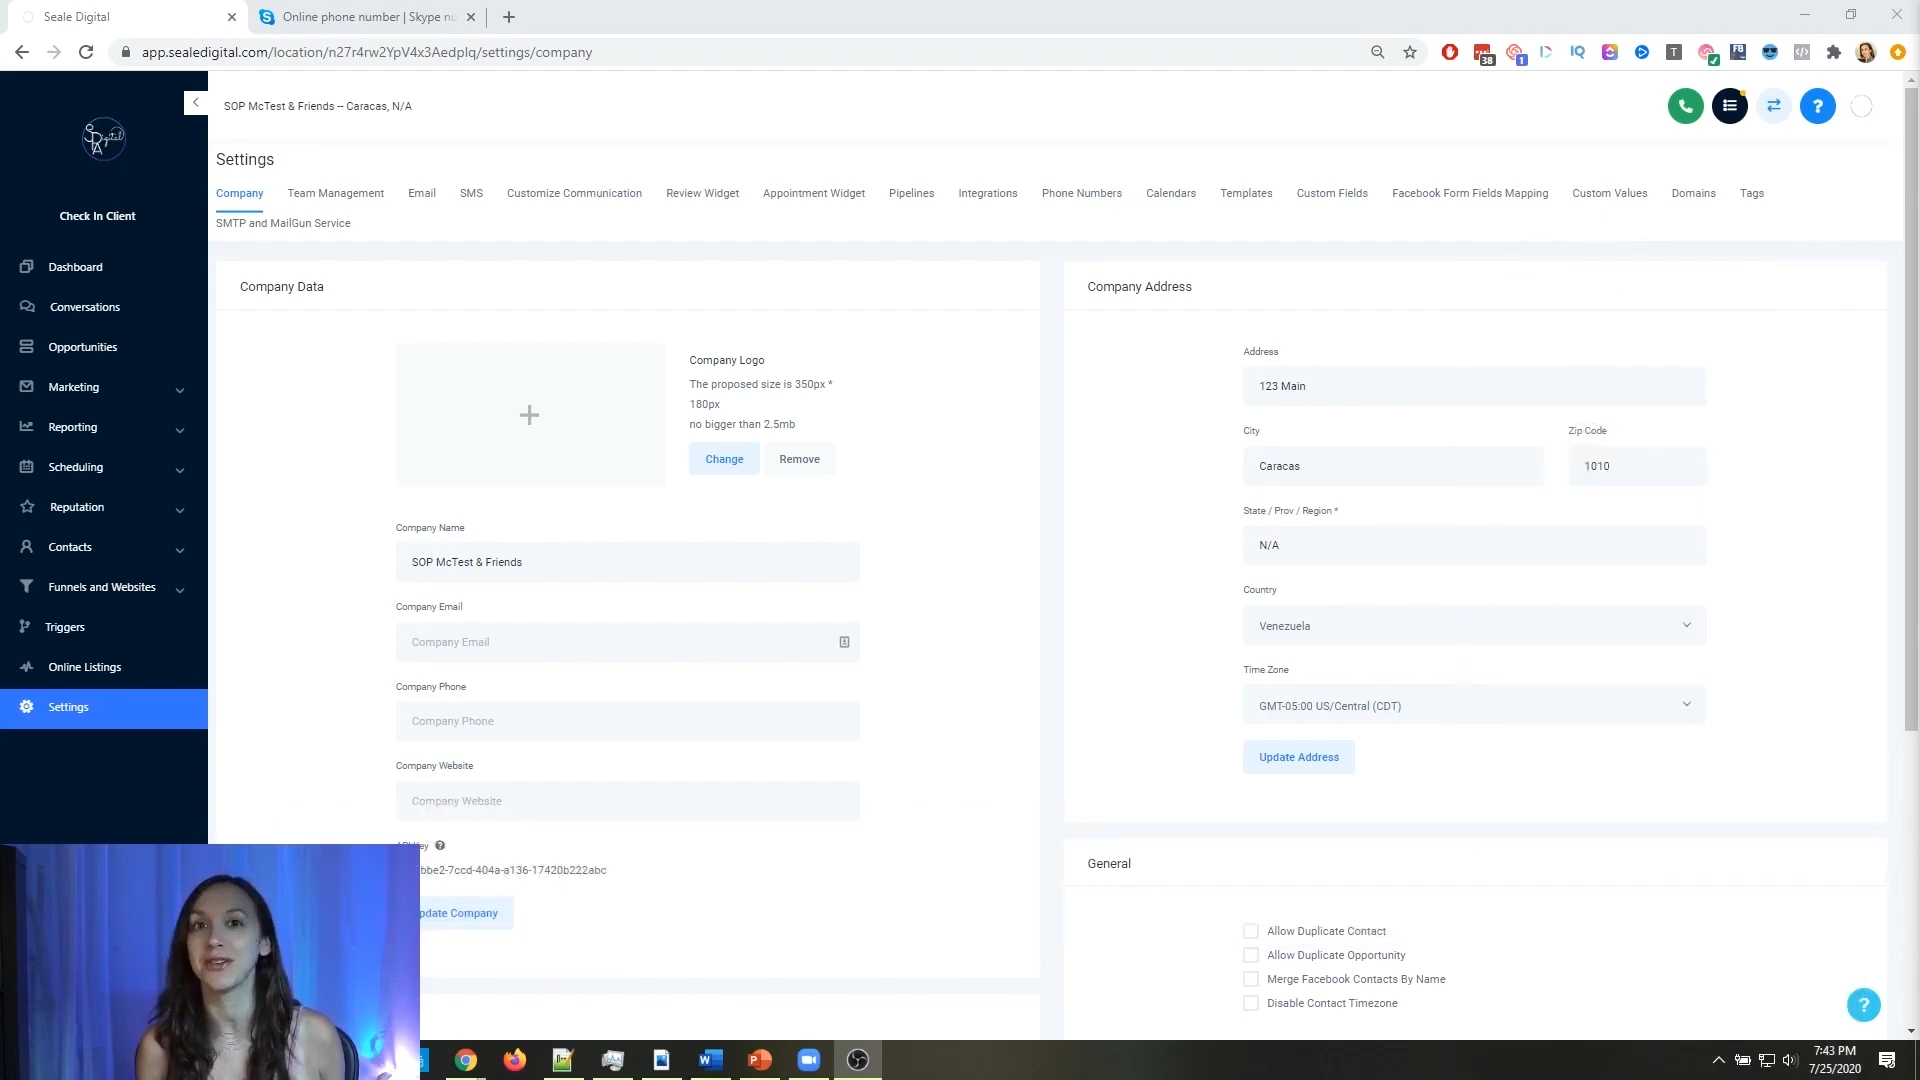 Seale Digital
Online phone number | Skype nu
app.sealedigital.com/location/n27r4rw2YpV4x3Aedplq/settings/company
38
1
IQ
T
FB
SOP McTest & Friends -- Caracas, N/A
Settings
Company
Team Management
Email
SMS
Customize Communication
Review Widget
Appointment Widget
Pipelines
Integrations
Phone Numbers
Calendars
Templates
Custom Fields
Facebook Form Fields Mapping
Custom Values
Domains
Tags
SMTP and MailGun Service
Check In Client
Dashboard
Conversations
Opportunities
Marketing
Reporting
Scheduling
Reputation
Contacts
Funnels and Websites
Triggers
Online Listings
Settings
Company Data
Company Logo
The proposed size is 350px *
180px
no bigger than 2.5mb
Change
Remove
Company Name
SOP McTest & Friends
Company Email
Company Email
Company Phone
Company Phone
Company Website
Company Website
bbe2-7ccd-404a-a136-17420b222abc
pdate Company
Company Address
Address
123 Main
City
Zip Code
Caracas
1010
State / Prov / Region *
N/A
Country
Venezuela
Time Zone
GMT-05:00 US/Central (CDT)
Update Address
General
Allow Duplicate Contact
Allow Duplicate Opportunity
Merge Facebook Contacts By Name
Disable Contact Timezone
?
7:43 PM
7/25/2020